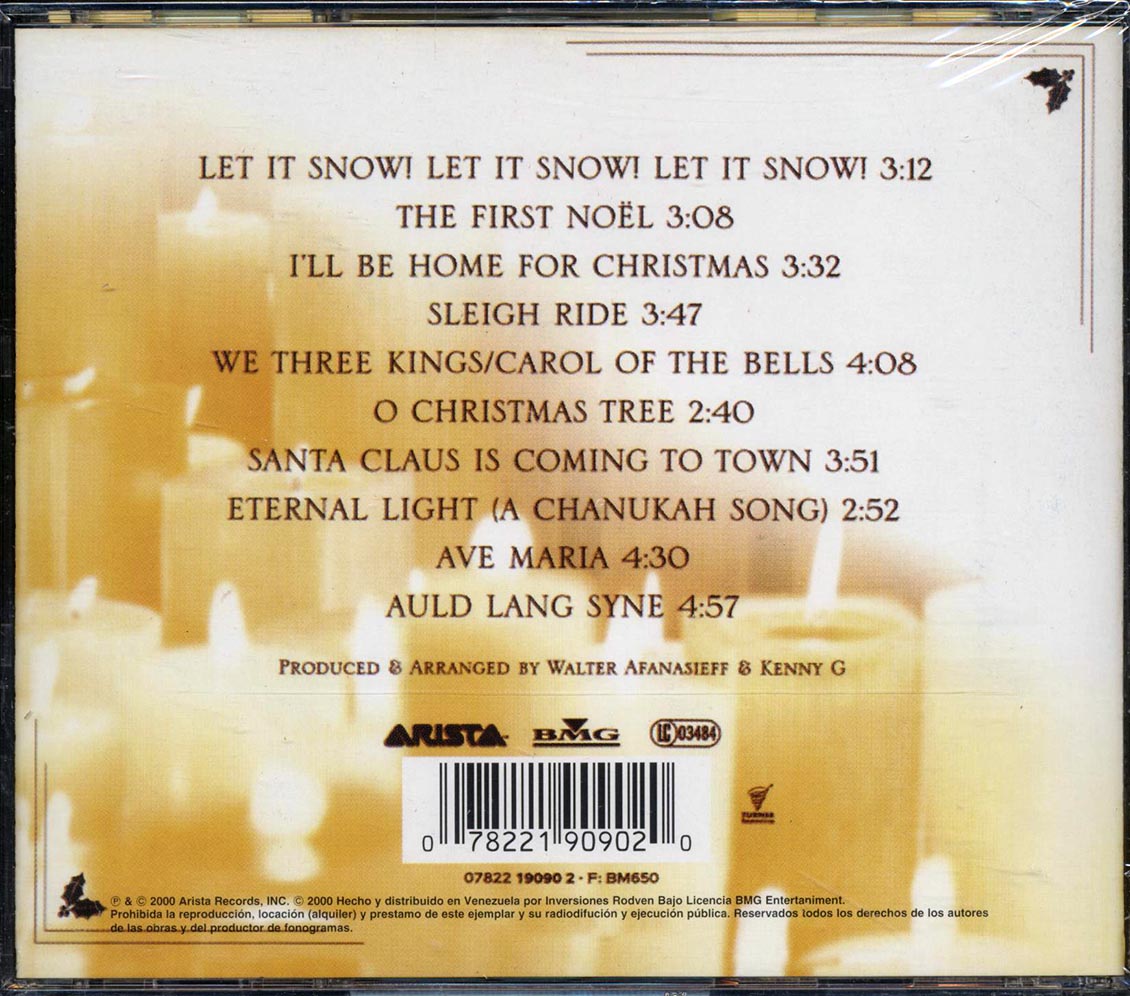 LET IT SNOW! LET IT SNOW! LET IT SNOW! 3:12
THE FIRST NOËL 3:08
I'LL BE HOME FOR CHRISTMAS 3:32
SLEIGH RIDE 3:47
WE THREE KINGS/CAROL OF THE BELLS 4:08
O CHRISTMAS TREE 2:40
SANTA CLAUS IS COMING TO TOWN 3:51
ETERNAL LIGHT (A CHANUKAH SONG) 2:52
AVE MARIA 4:30
AULD LANG SYNE 4:57
PRODUCED & ARRANGED BY WALTER AFANASIEFF & KENNY G
ARISTA BMG LC 03484
0 78221 90902 0
TURNER
07822 19090 2 · F: BM650
℗ & © 2000 Arista Records, INC. © 2000 Hecho y distribuido en Venezuela por Inversiones Rodven Bajo Licencia BMG Entertaniment.
Prohibida la reproducción, locación (alquiler) y prestamo de este ejemplar y su radiodifución y ejecución pública. Reservados todos los derechos de los autores
de las obras y del productor de fonogramas.